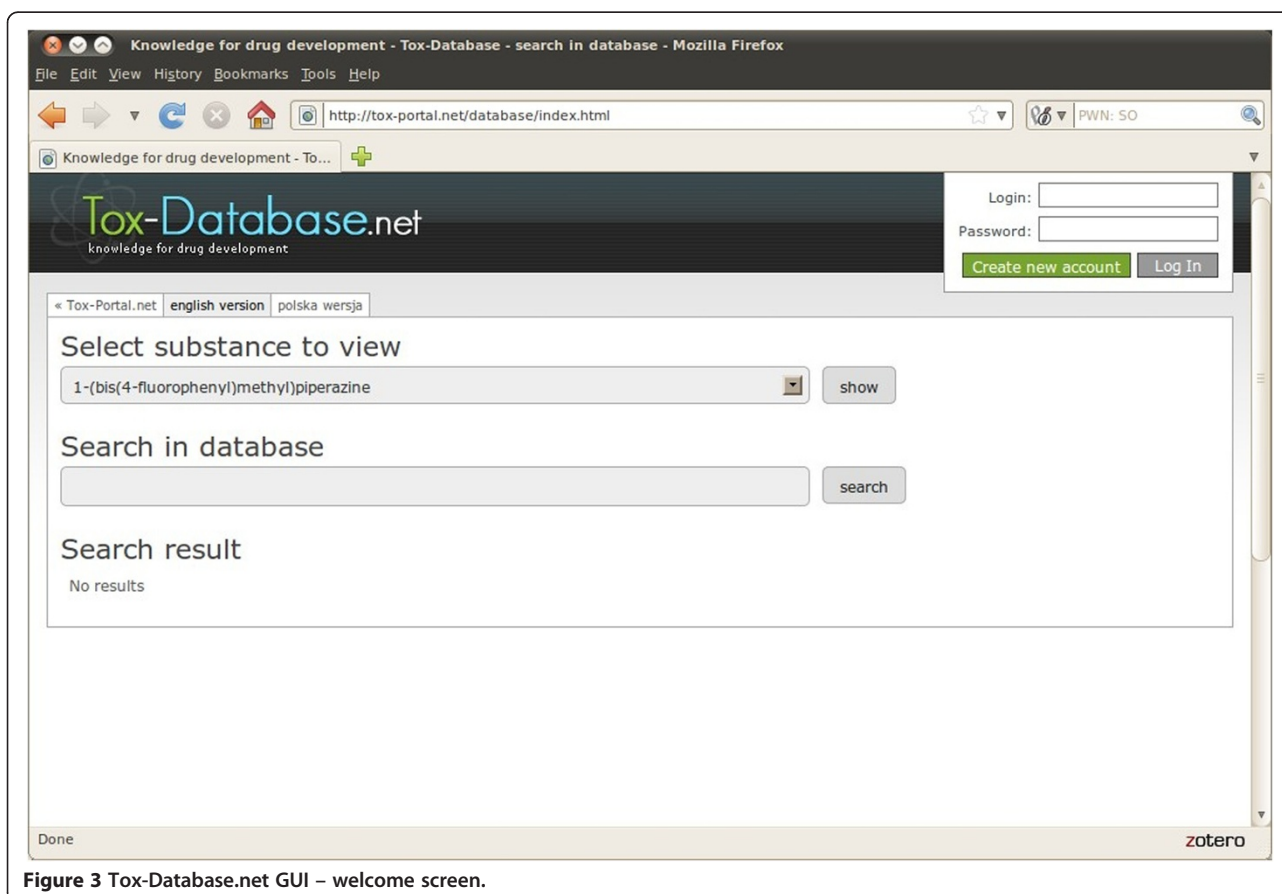 Knowledge for drug development - Tox-Database - search in database - Mozilla Firefox
File Edit View History Bookmarks Tools Help
http://tox-portal.net/database/index.html
PWN: SO
Knowledge for drug development - To...
Tox-Database.net
knowledge for drug development
Login:
Password:
Create new account Log In
« Tox-Portal.net english version polska wersja
Select substance to view
1-(bis(4-fluorophenyl)methyl)piperazine
show
Search in database
search
Search result
No results
Done
zotero
Figure 3 Tox-Database.net GUI – welcome screen.